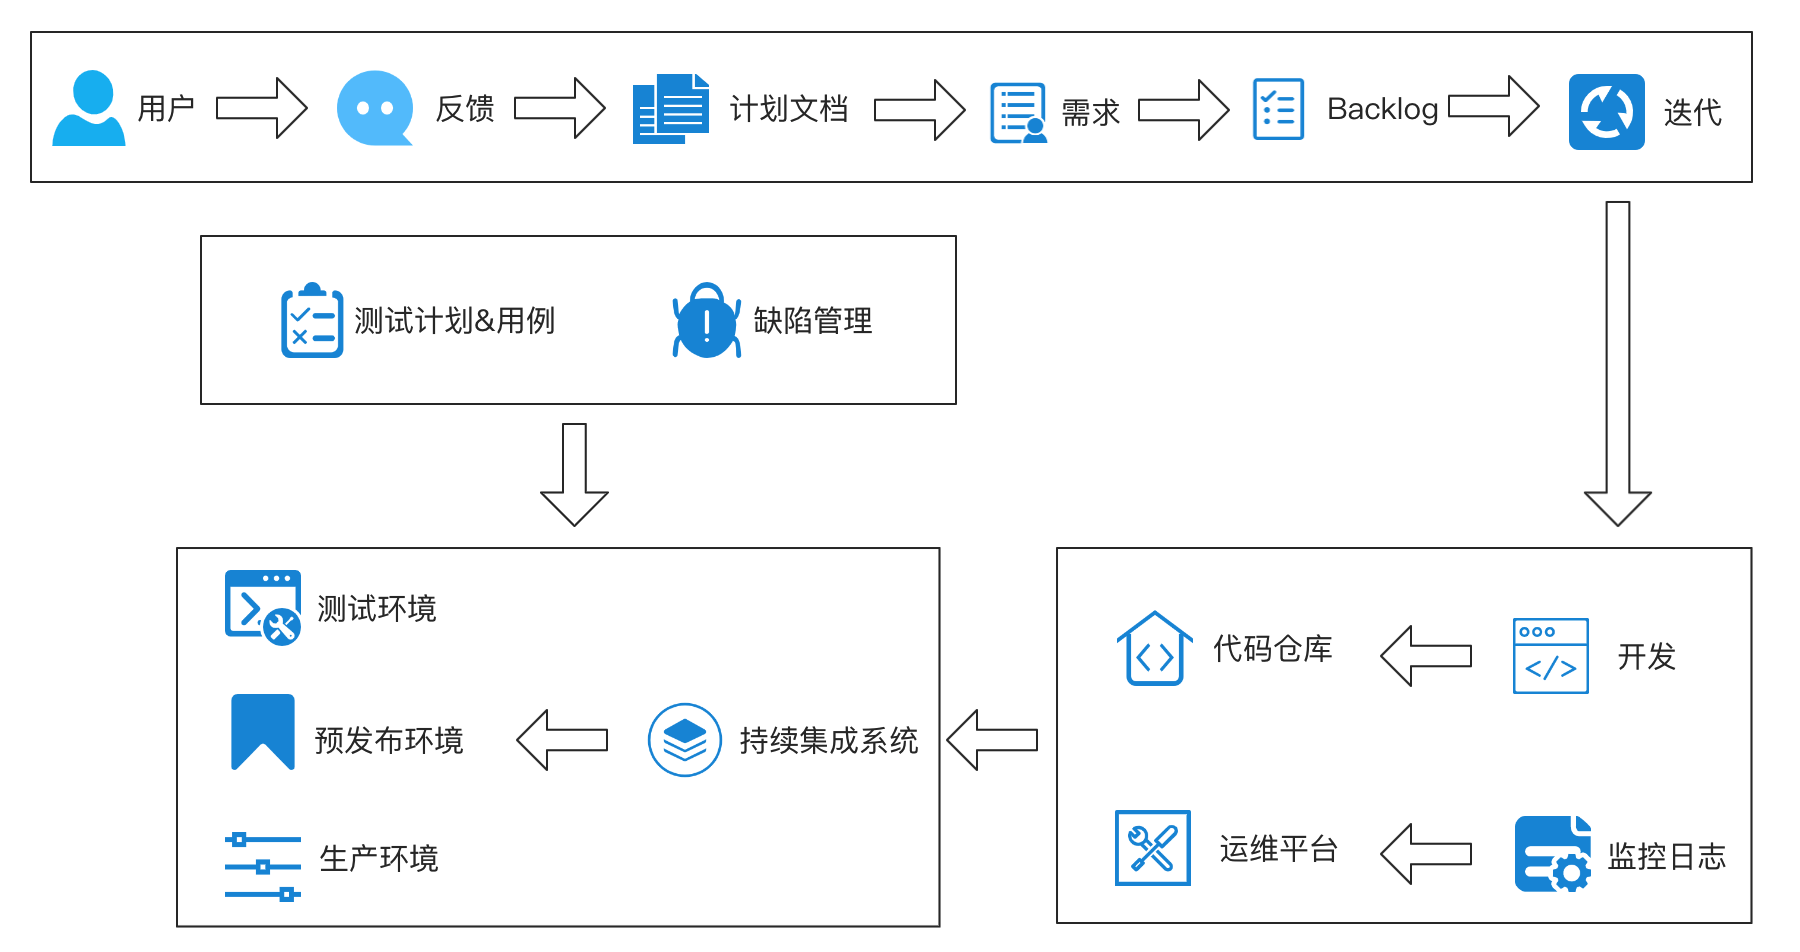 用户
反馈
计划文档
需求
Backlog
迭代
测试计划&用例
缺陷管理
测试环境
预发布环境
持续集成系统
生产环境
代码仓库
开发
运维平台
监控日志